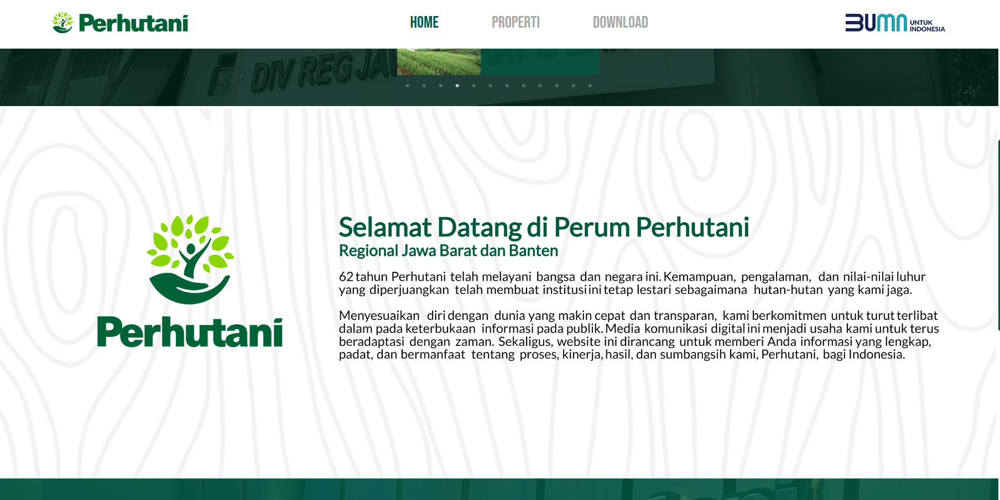 Perhutani
HOME
PROPERTI
DOWNLOAD
BUMN UNTUK
INDONESIA
DIV REG JAW
Perhutani
Selamat Datang di Perum Perhutani
Regional Jawa Barat dan Banten
62 tahun Perhutani telah melayani bangsa dan negara ini. Kemampuan, pengalaman, dan nilai-nilai luhur
yang diperjuangkan telah membuat institusi ini tetap lestari sebagaimana hutan-hutan yang kami jaga.
Menyesuaikan diri dengan dunia yang makin cepat dan transparan, kami berkomitmen untuk turut terlibat
dalam pada keterbukaan informasi pada publik. Media komunikasi digital ini menjadi usaha kami untuk terus
beradaptasi dengan zaman. Sekaligus, website ini dirancang untuk memberi Anda informasi yang lengkap,
padat, dan bermanfaat tentang proses, kinerja, hasil, dan sumbangsih kami, Perhutani, bagi Indonesia.